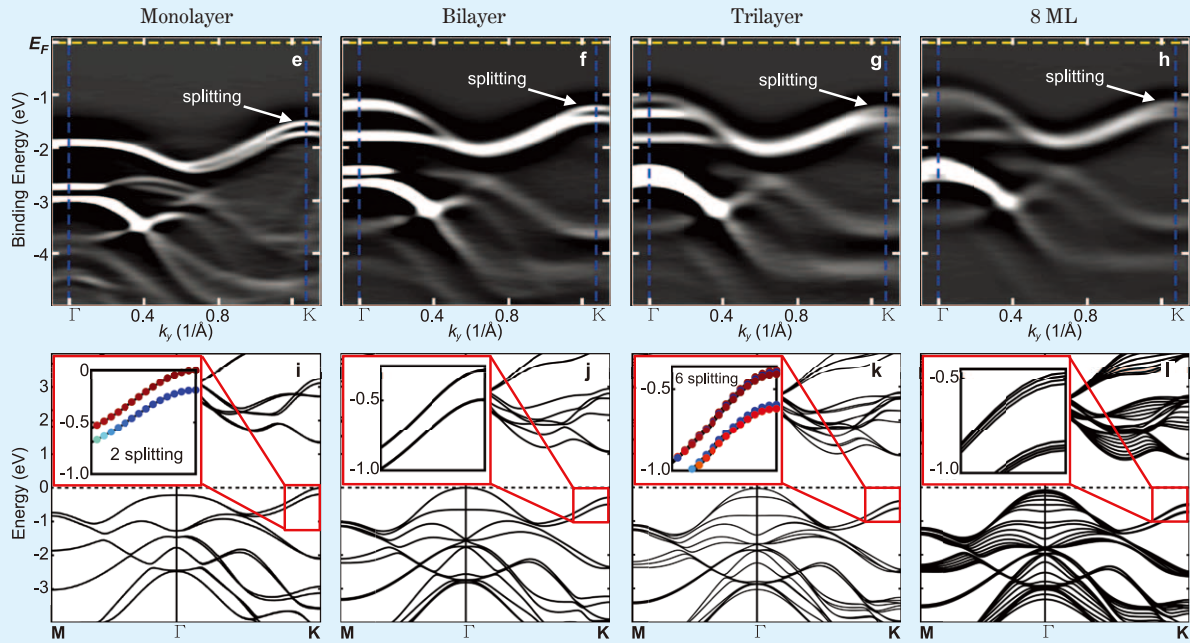 Monolayer
Bilayer
Trilayer
8 ML
E_F
-1
-2
-3
-4
Binding Energy (eV)
e
splitting
Γ
0.4
0.8
K
k_y (1/Å)
f
splitting
Γ
0.4
0.8
K
k_y (1/Å)
g
splitting
Γ
0.4
0.8
K
k_y (1/Å)
h
splitting
Γ
0.4
0.8
K
k_y (1/Å)
Energy (eV)
3
2
1
0
-1
-2
-3
i
0
-0.5
-1.0
2 splitting
M
Γ
K
j
-0.5
-1.0
Γ
K
k
6 splitting
-0.5
-1.0
M
Γ
K
l
-0.5
-1.0
M
Γ
K